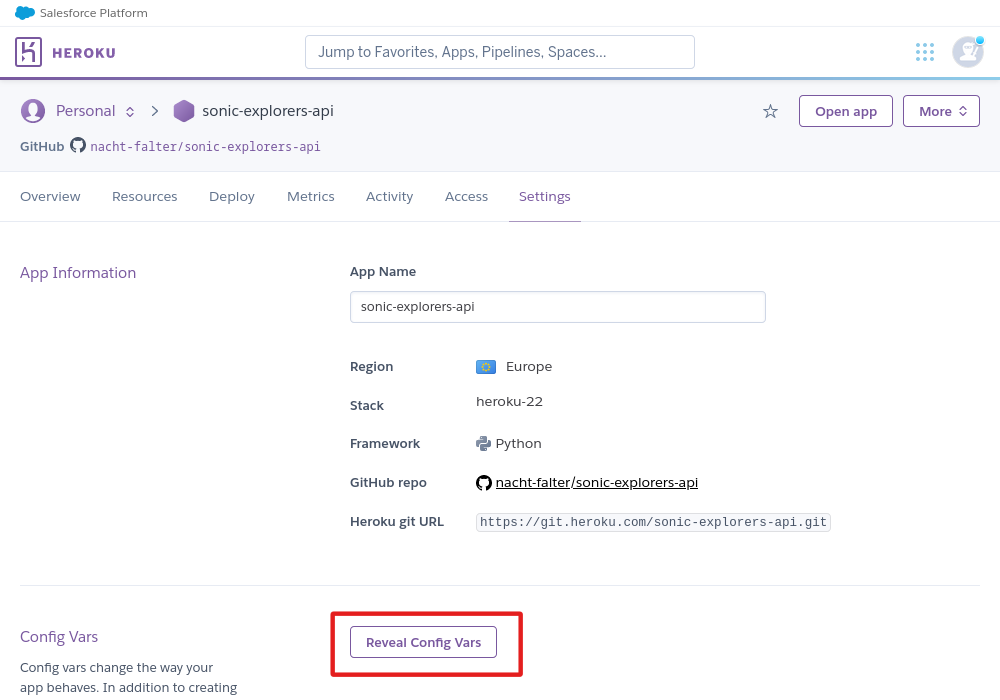 Salesforce Platform
HEROKU
Jump to Favorites, Apps, Pipelines, Spaces...
Personal
sonic-explorers-api
Open app
More
GitHub nacht-falter/sonic-explorers-api
Overview Resources Deploy Metrics Activity Access Settings
App Information
App Name
sonic-explorers-api
Region Europe
Stack heroku-22
Framework Python
GitHub repo nacht-falter/sonic-explorers-api
Heroku git URL https://git.heroku.com/sonic-explorers-api.git
Config Vars
Reveal Config Vars
Config vars change the way your
app behaves. In addition to creating